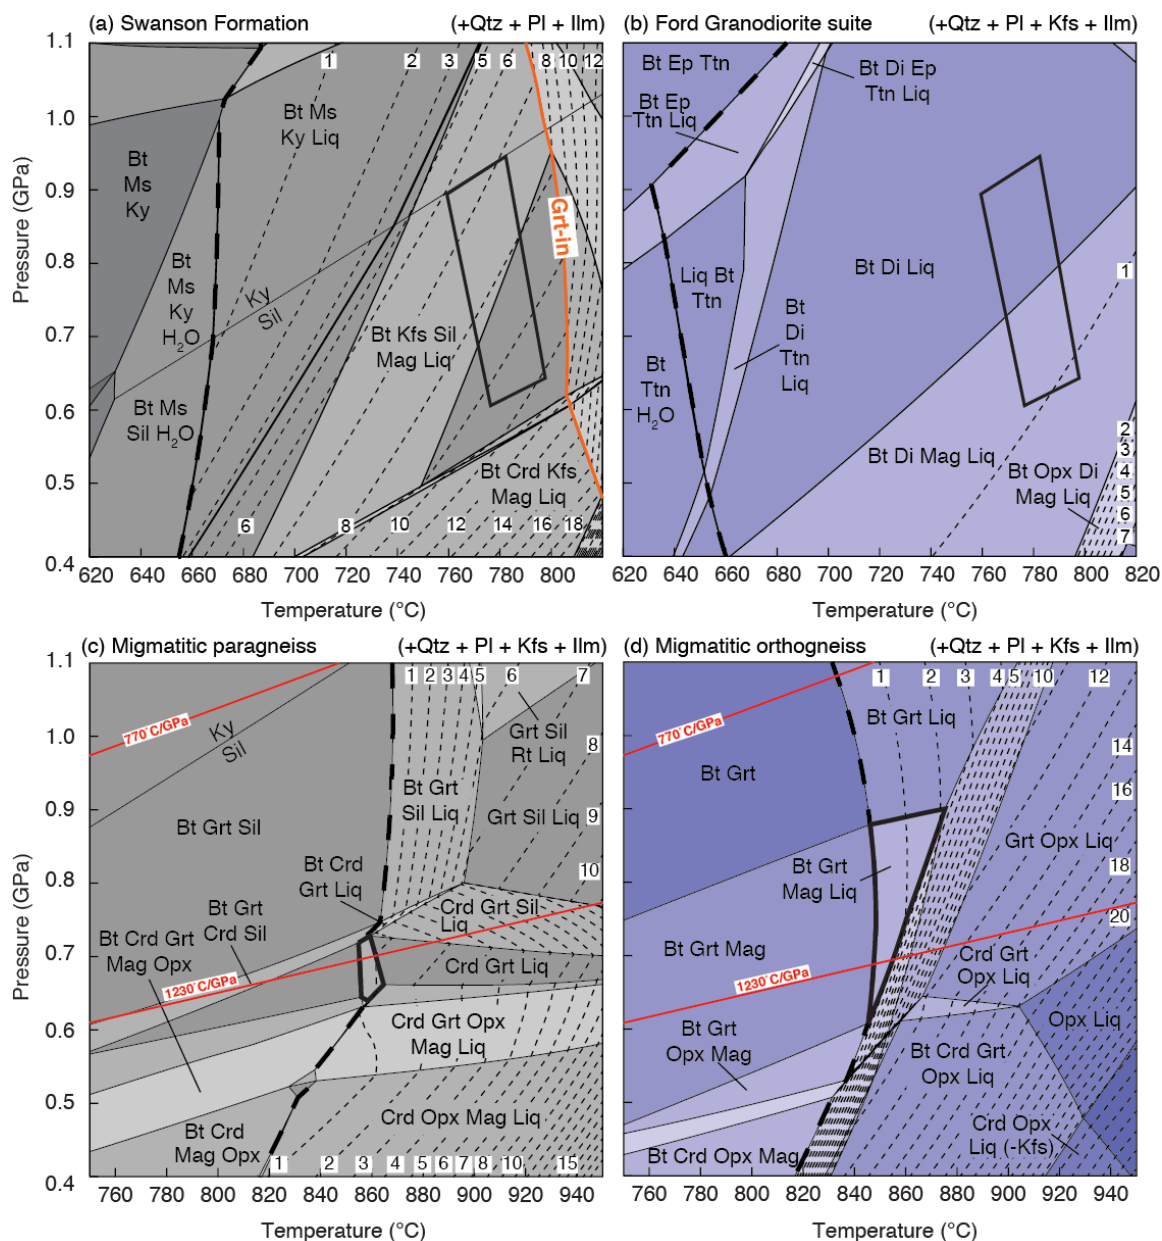 (a) Swanson Formation (+Qtz + Pl + Ilm)
1.1
1.0
0.9
0.8
0.7
0.6
0.5
0.4
Pressure (GPa)
1 2 3 5 6 8 10 12
Bt Ms
Ky Liq
Bt
Ms
Ky
Bt
Ms
Ky
H2O
Ky
Sil
Grt-in
Bt Kfs Sil
Mag Liq
Bt Ms
Sil H2O
Bt Crd Kfs
Mag Liq
6 8 10 12 14 16 18
620 640 660 680 700 720 740 760 780 800
Temperature (°C)
(b) Ford Granodiorite suite (+Qtz + Pl + Kfs + Ilm)
Bt Ep Ttn
Bt Ep
Ttn Liq
Bt Di Ep
Ttn Liq
Liq Bt
Ttn
Bt Di Liq
1
Bt
Di
Ttn
Liq
Bt
Ttn
H2O
Bt Di Mag Liq
Bt Opx Di
Mag Liq
2
3
4
5
6
7
620 640 660 680 700 720 740 760 780 800 820
Temperature (°C)
(c) Migmatitic paragneiss (+Qtz + Pl + Kfs + Ilm)
1.1
1.0
0.9
0.8
0.7
0.6
0.5
0.4
Pressure (GPa)
1 2 3 4 5 6 7
770°C/GPa
Ky
Sil
Grt Sil
Rt Liq
8
Bt Grt
Sil Liq
Bt Grt Sil
Grt Sil Liq
9
Bt Crd
Grt Liq
10
Bt Grt
Crd Sil
Crd Grt Sil
Liq
Bt Crd Grt
Mag Opx
Crd Grt Liq
1230°C/GPa
Crd Grt Opx
Mag Liq
Crd Opx Mag Liq
Bt Crd
Mag Opx
1 2 3 4 5 6 7 8 10 15
760 780 800 820 840 860 880 900 920 940
Temperature (°C)
(d) Migmatitic orthogneiss (+Qtz + Pl + Kfs + Ilm)
1 2 3 4 5 10 12
770°C/GPa
Bt Grt Liq
14
Bt Grt
16
Grt Opx Liq
Bt Grt
Mag Liq
18
20
Bt Grt Mag
Crd Grt
Opx Liq
1230°C/GPa
Opx Liq
Bt Grt
Opx Mag
Bt Crd Grt
Opx Liq
Crd Opx
Liq (-Kfs)
Bt Crd Opx Mag
760 780 800 820 840 860 880 900 920 940
Temperature (°C)